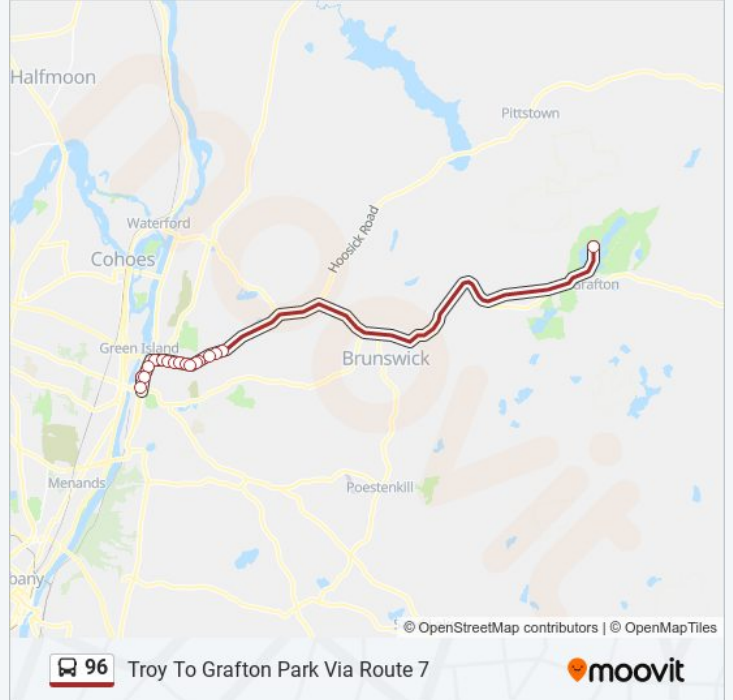 Halfmoon
Pittstown
Hoosick Road
Waterford
Cohoes
Grafton
Green Island
Brunswick
Menands
Poestenkill
bany
moovit
© OpenStreetMap contributors | © OpenMapTiles
96 Troy To Grafton Park Via Route 7
moovit